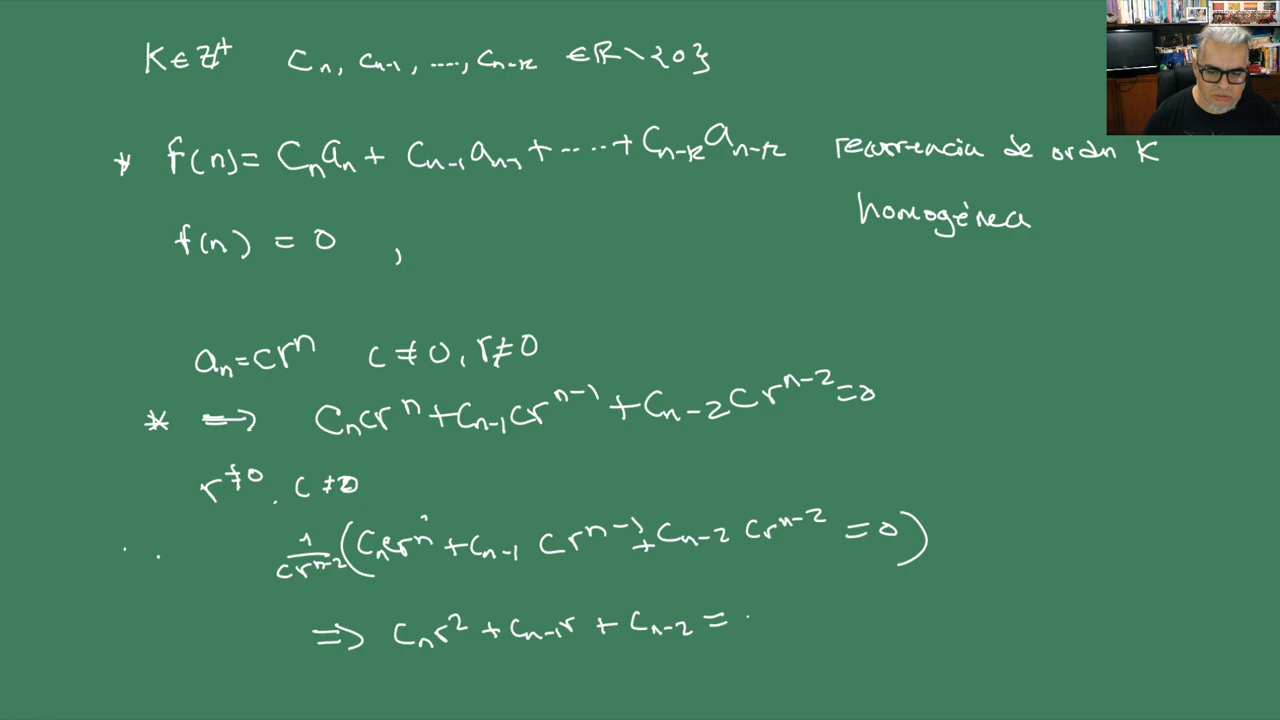 K ∈ ℤ⁺ Cₙ, Cₙ₋₁, ...., Cₙ₋ₖ ∈ ℝ \ {0}
* f(n) = Cₙaₙ + Cₙ₋₁aₙ₋₁ + ..... + Cₙ₋ₖaₙ₋ₖ recurrencia de orden K
homogénea
f(n) = 0 ,
aₙ = crⁿ c ≠ 0, r ≠ 0
* ⟹ Cₙcrⁿ + Cₙ₋₁crⁿ⁻¹ + Cₙ₋₂crⁿ⁻² = 0
r ≠ 0. c ≠ 0
1/(crⁿ⁻²) (Cₙcrⁿ + Cₙ₋₁ crⁿ⁻¹ + Cₙ₋₂ crⁿ⁻² = 0)
⟹ Cₙr² + Cₙ₋₁r + Cₙ₋₂ =